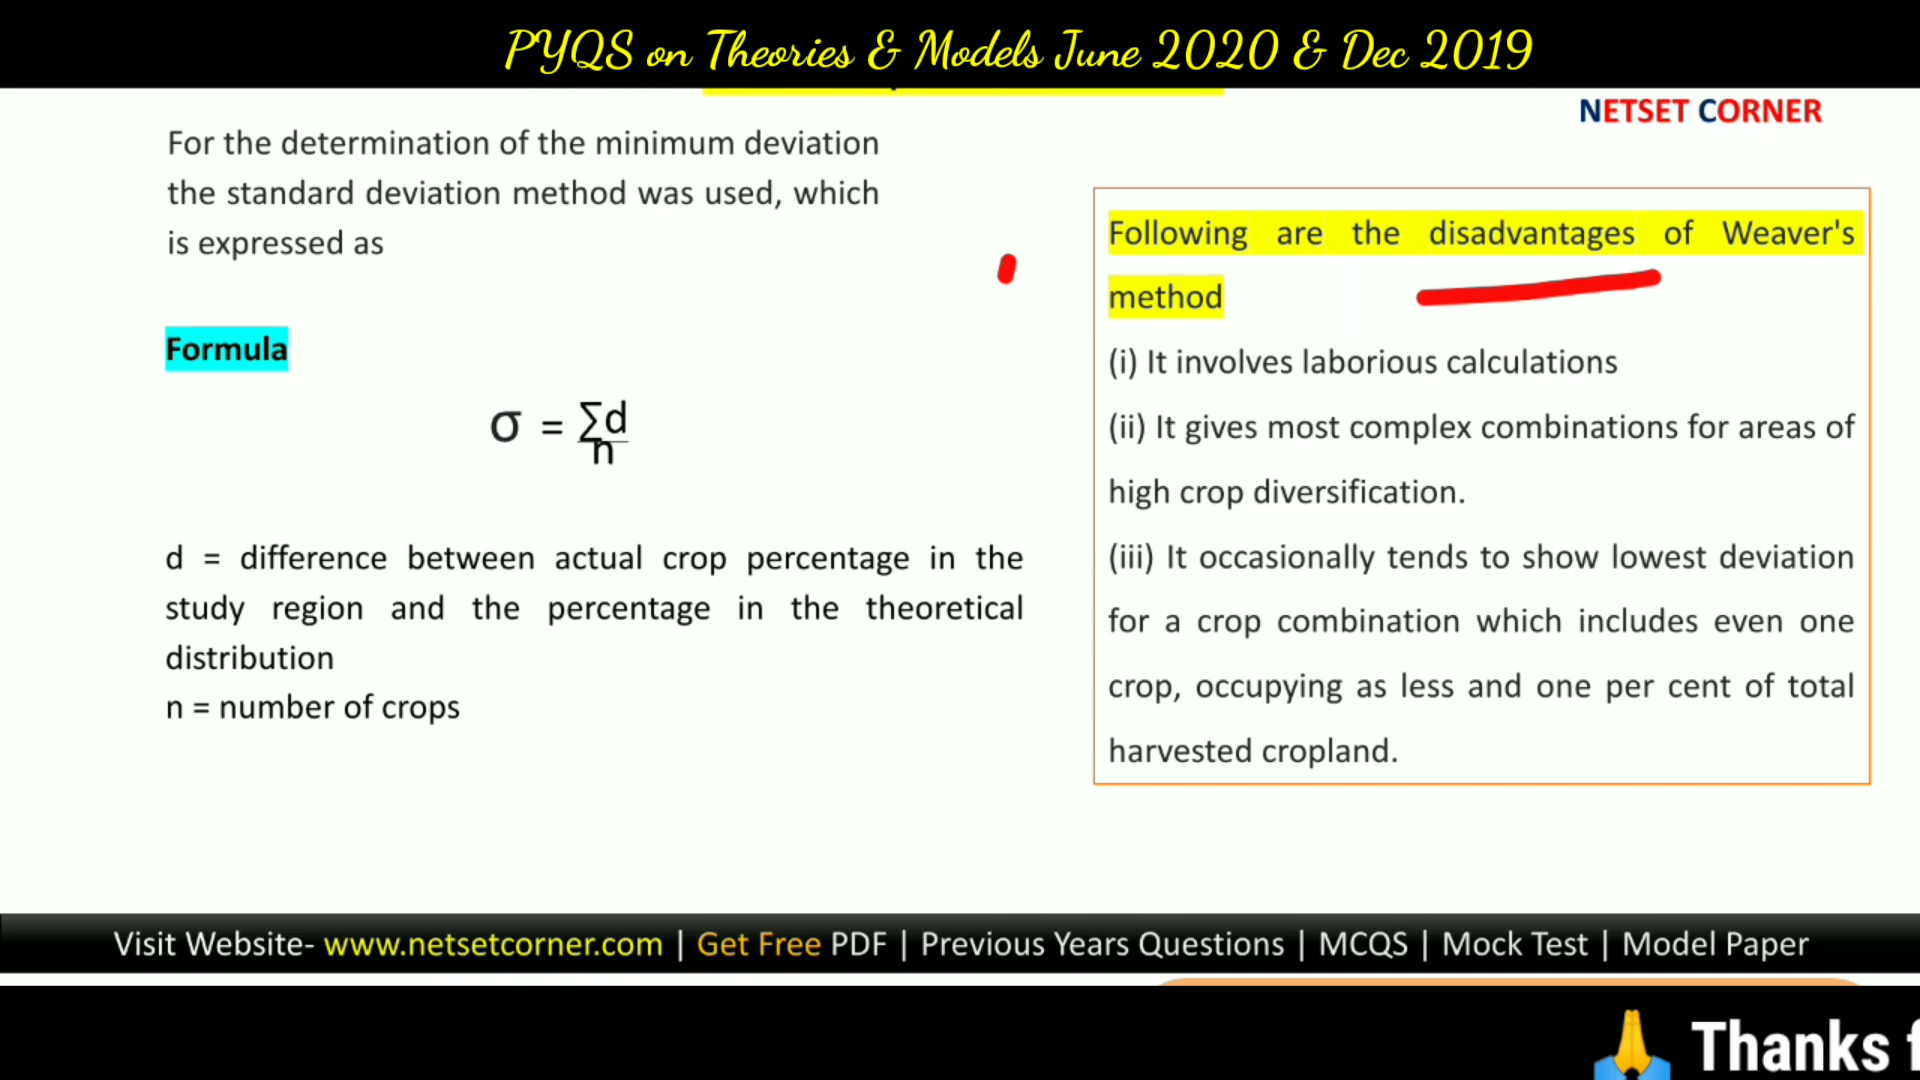 PYQS on Theories & Models June 2020 & Dec 2019
NETSET CORNER
For the determination of the minimum deviation
the standard deviation method was used, which
is expressed as
Formula
σ = ∑d
n
d = difference between actual crop percentage in the
study region and the percentage in the theoretical
distribution
n = number of crops
Following are the disadvantages of Weaver's
method
(i) It involves laborious calculations
(ii) It gives most complex combinations for areas of
high crop diversification.
(iii) It occasionally tends to show lowest deviation
for a crop combination which includes even one
crop, occupying as less and one per cent of total
harvested cropland.
Visit Website- www.netsetcorner.com | Get Free PDF | Previous Years Questions | MCQS | Mock Test | Model Paper
Thanks